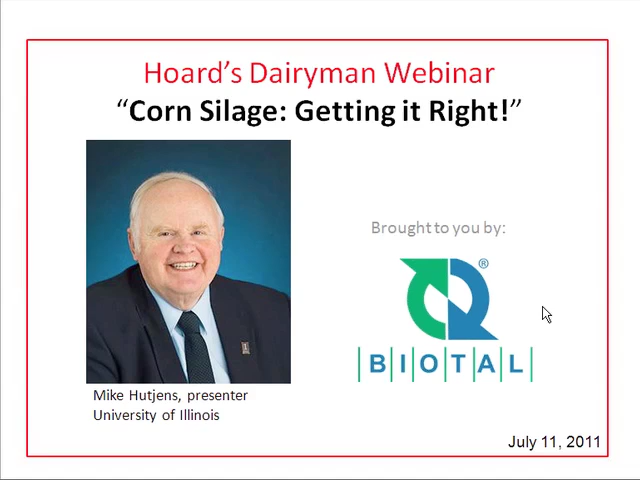 Hoard's Dairyman Webinar
“Corn Silage: Getting it Right!”
Brought to you by:
®
BIOTAL
Mike Hutjens, presenter
University of Illinois
July 11, 2011